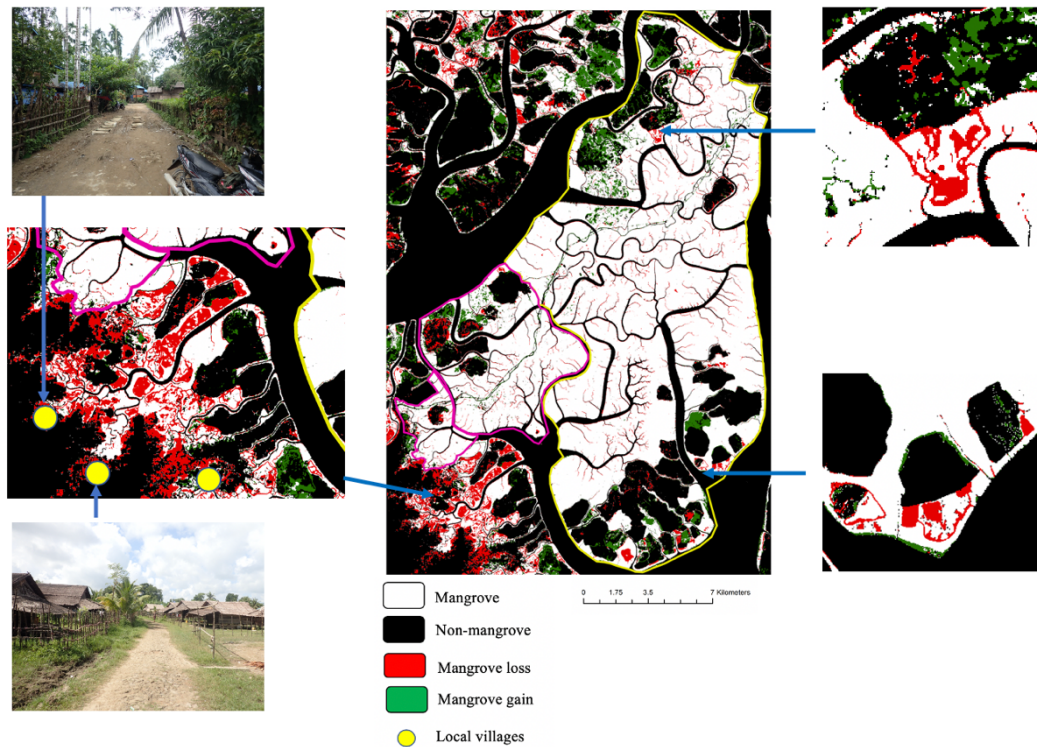 Mangrove
0 1.75 3.5 7 Kilometers
Non-mangrove
Mangrove loss
Mangrove gain
Local villages